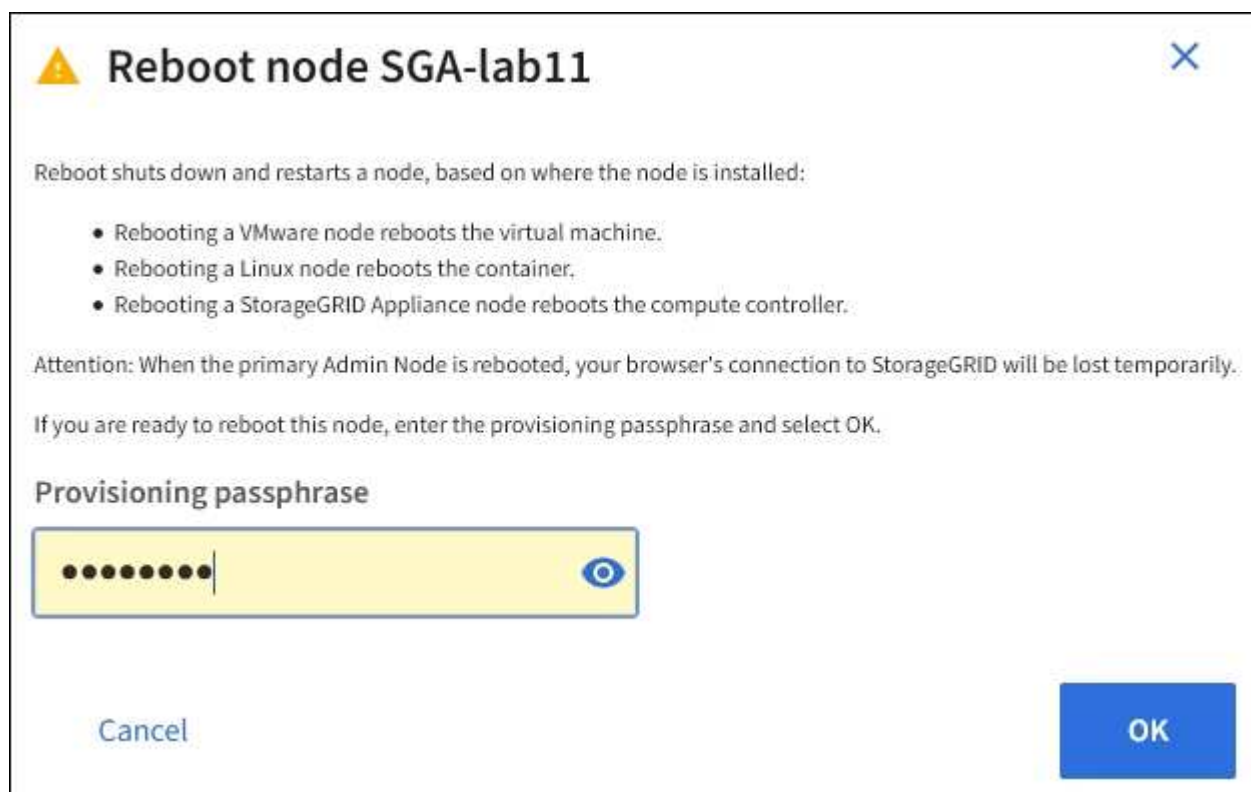 Reboot node SGA-lab11
Reboot shuts down and restarts a node, based on where the node is installed:
• Rebooting a VMware node reboots the virtual machine.
• Rebooting a Linux node reboots the container.
• Rebooting a StorageGRID Appliance node reboots the compute controller.
Attention: When the primary Admin Node is rebooted, your browser's connection to StorageGRID will be lost temporarily.
If you are ready to reboot this node, enter the provisioning passphrase and select OK.
Provisioning passphrase
••••••••
Cancel
OK